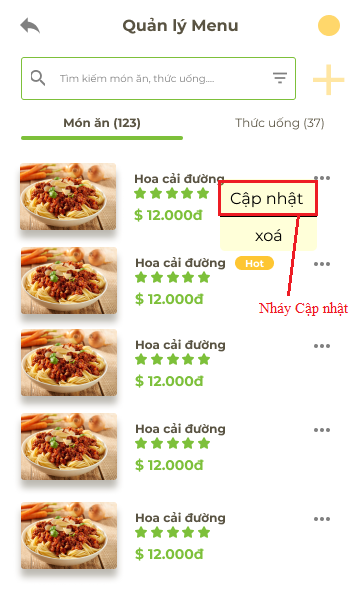 Quản lý Menu
Tìm kiếm món ăn, thức uống....
Món ăn (123)
Thức uống (37)
Hoa cải đường
Cập nhật
$ 12.000đ
xoá
Hoa cải đường
Hot
$ 12.000đ
Nháy Cập nhật
Hoa cải đường
$ 12.000đ
Hoa cải đường
$ 12.000đ
Hoa cải đường
$ 12.000đ